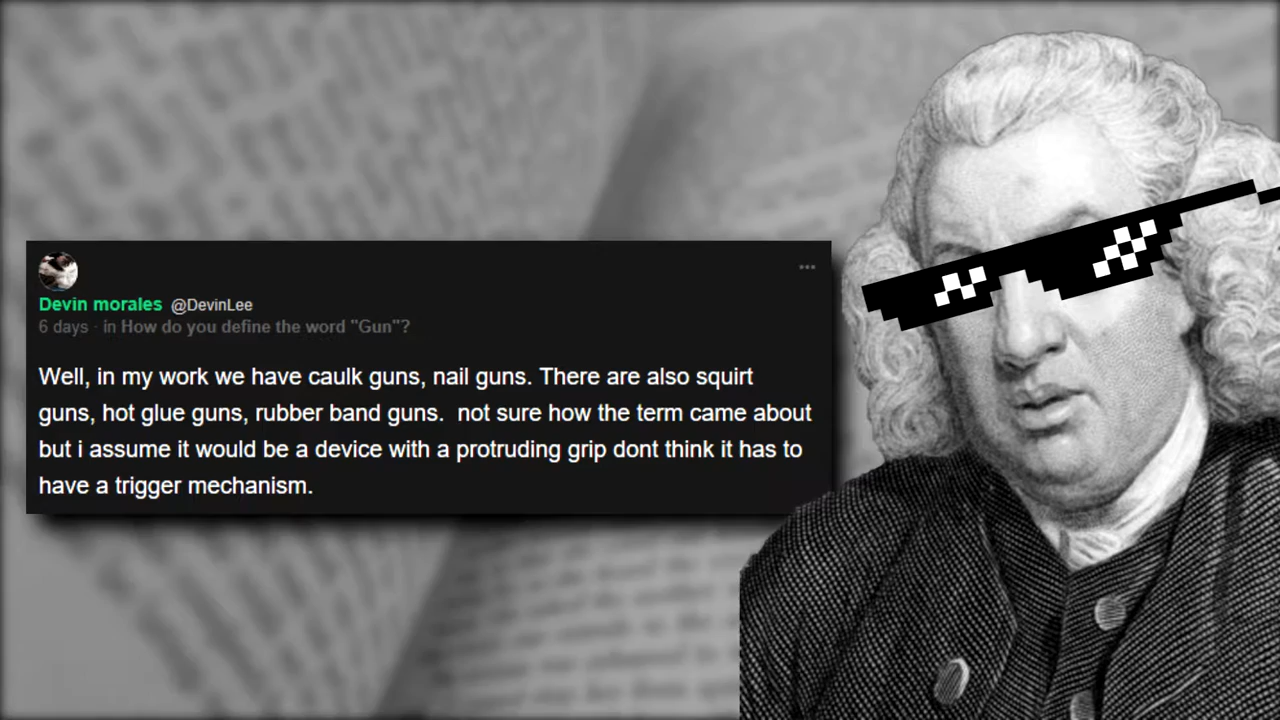 Devin morales @DevinLee
6 days · in How do you define the word "Gun"?
Well, in my work we have caulk guns, nail guns. There are also squirt
guns, hot glue guns, rubber band guns.  not sure how the term came about
but i assume it would be a device with a protruding grip dont think it has to
have a trigger mechanism.